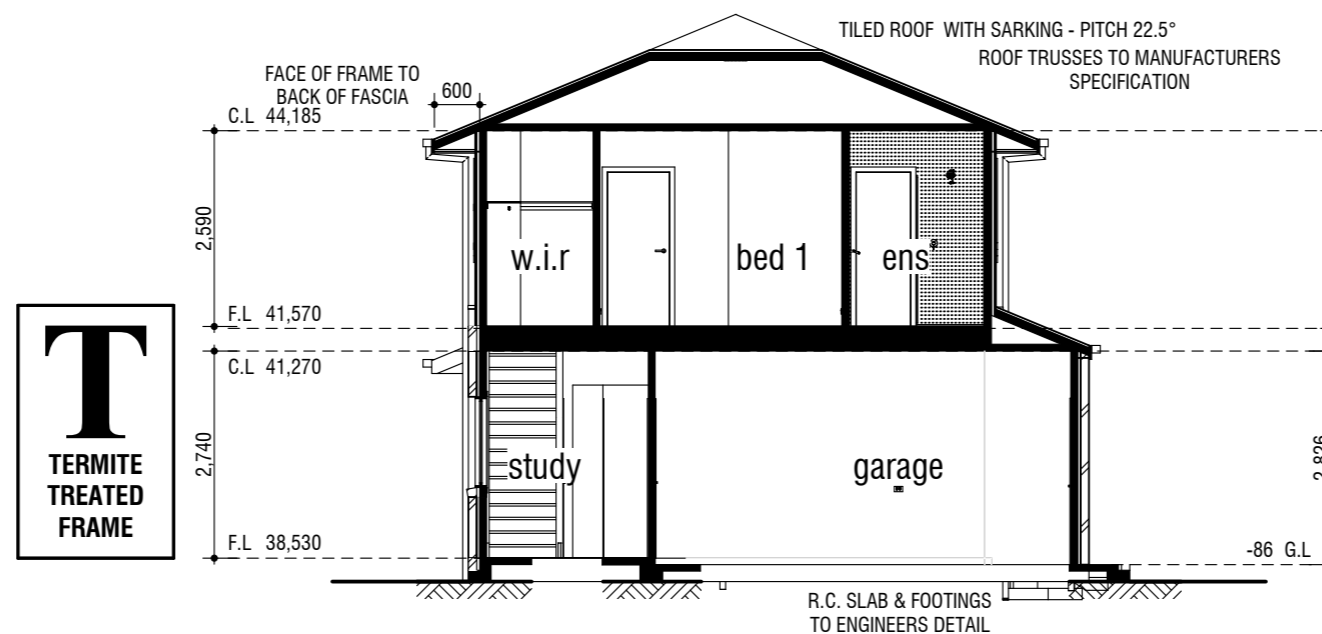 TILED ROOF WITH SARKING - PITCH 22.5°
ROOF TRUSSES TO MANUFACTURERS
SPECIFICATION
FACE OF FRAME TO
BACK OF FASCIA
600
C.L 44,185
2,590
w.i.r
bed 1
ens
F.L 41,570
C.L 41,270
T
TERMITE
TREATED
FRAME
2,740
study
garage
2,826
F.L 38,530
-86 G.L
R.C. SLAB & FOOTINGS
TO ENGINEERS DETAIL